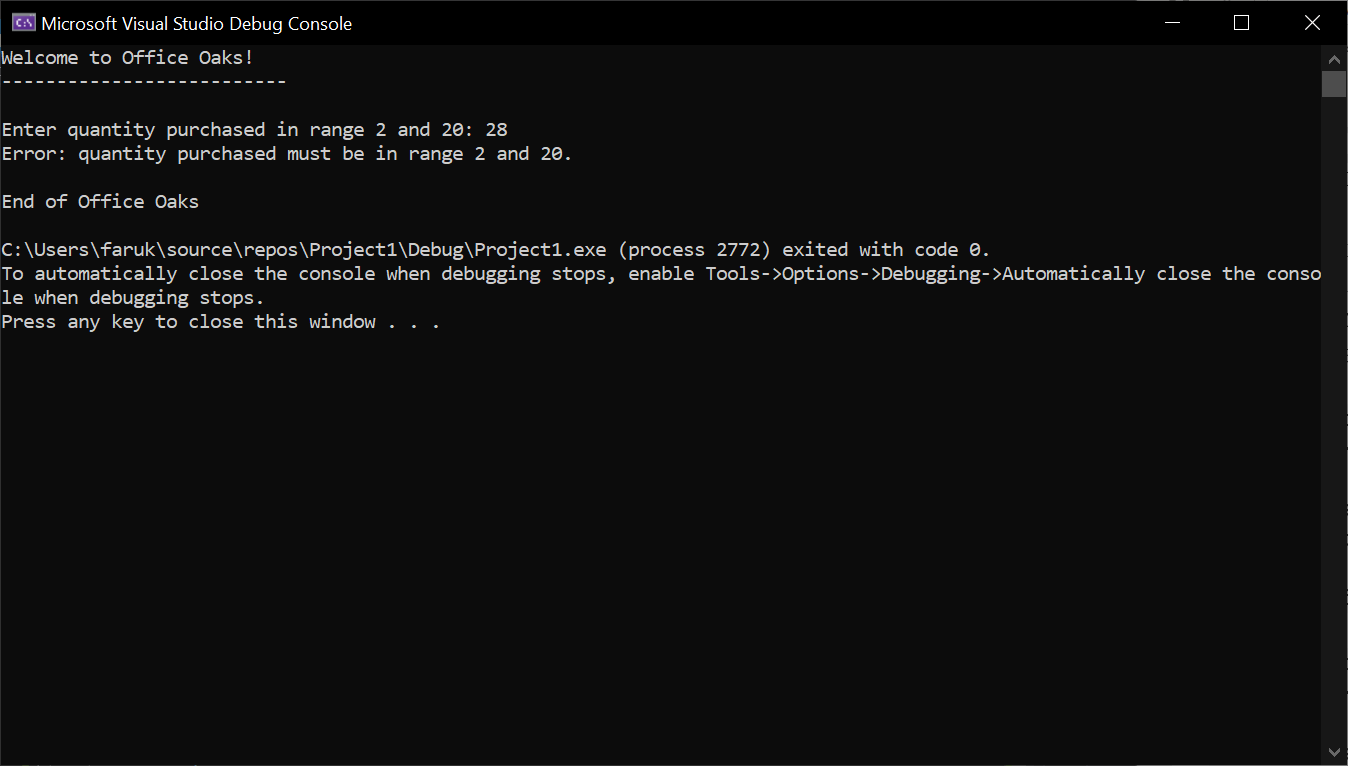 Microsoft Visual Studio Debug Console
Welcome to Office Oaks!
--------------------------
Enter quantity purchased in range 2 and 20: 28
Error: quantity purchased must be in range 2 and 20.
End of Office Oaks
C:\Users\faruk\source\repos\Project1\Debug\Project1.exe (process 2772) exited with code 0.
To automatically close the console when debugging stops, enable Tools->Options->Debugging->Automatically close the conso
le when debugging stops.
Press any key to close this window . . .